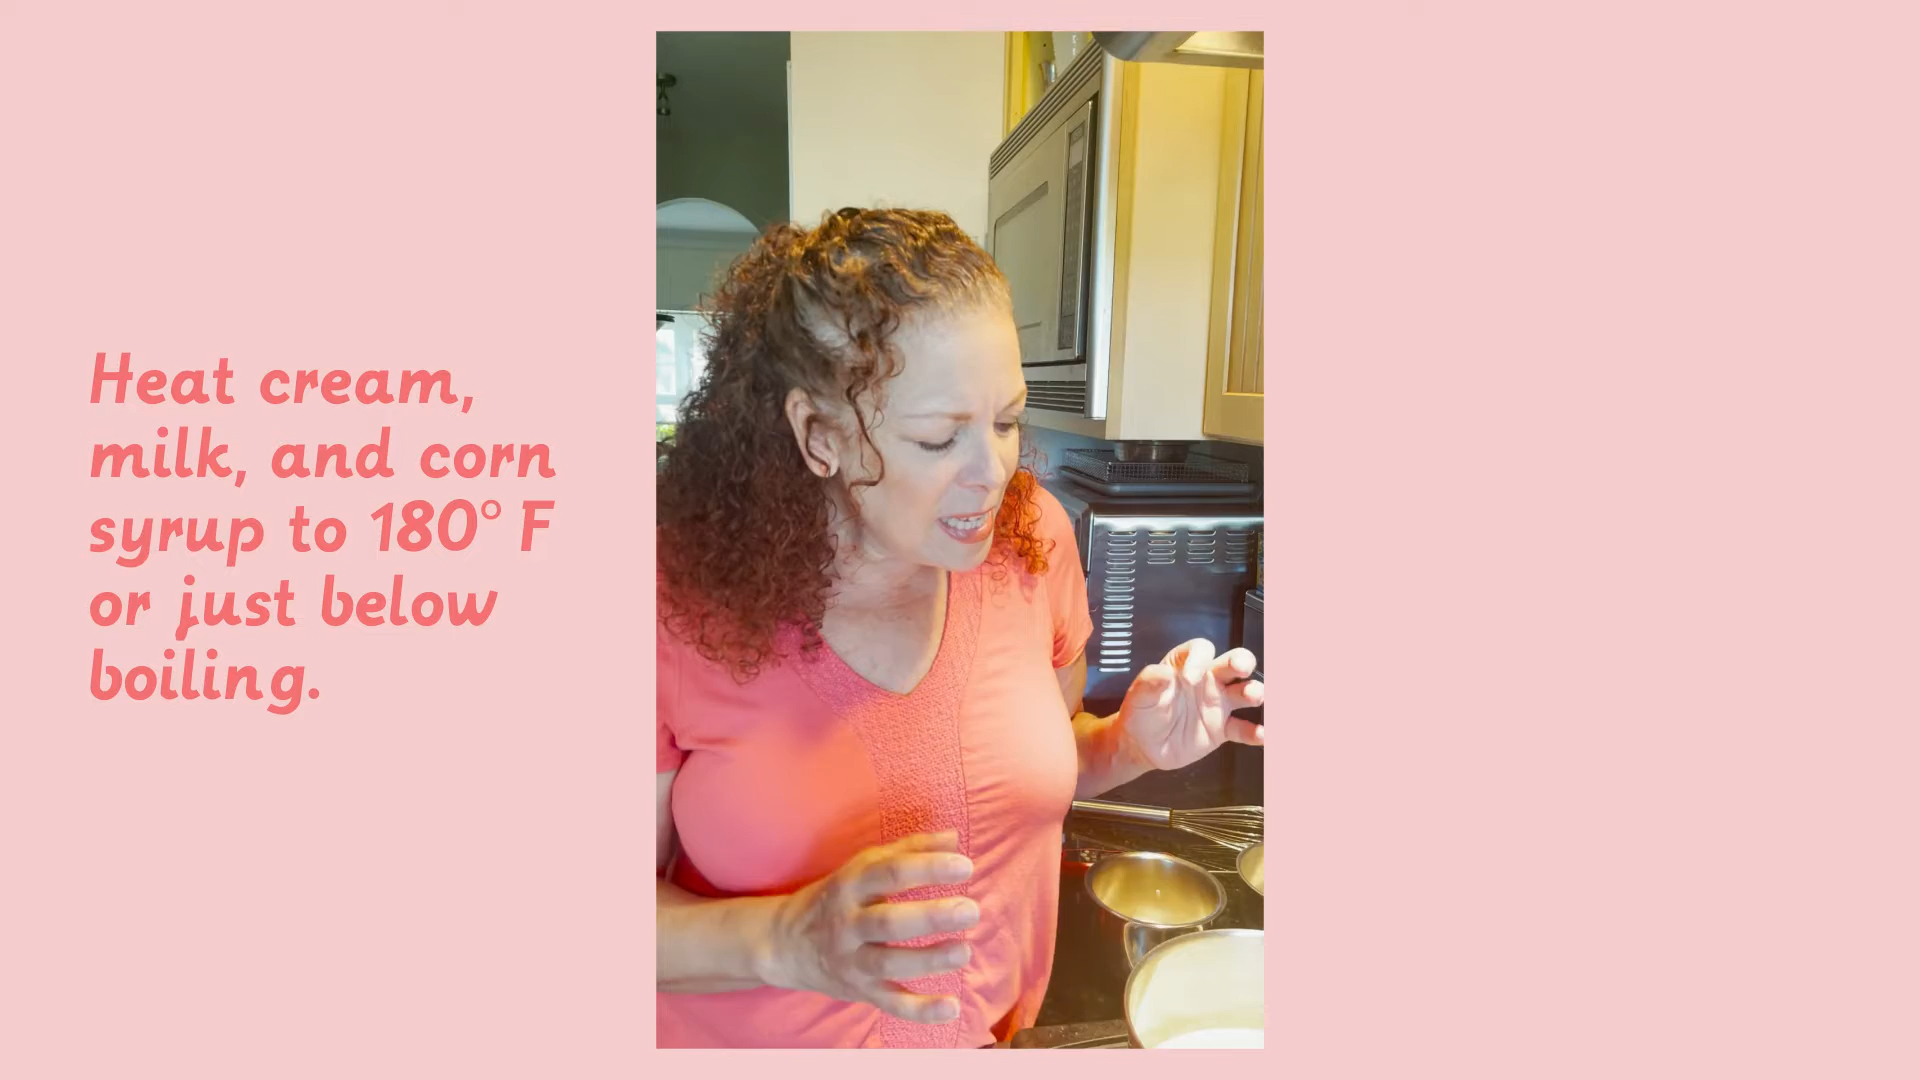 Heat cream,
milk, and corn
syrup to 180° F
or just below
boiling.